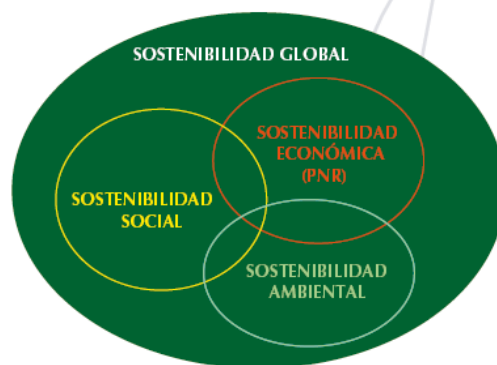 SOSTENIBILIDAD GLOBAL
SOSTENIBILIDAD
ECONÓMICA
(PNR)
SOSTENIBILIDAD
SOCIAL
SOSTENIBILIDAD
AMBIENTAL